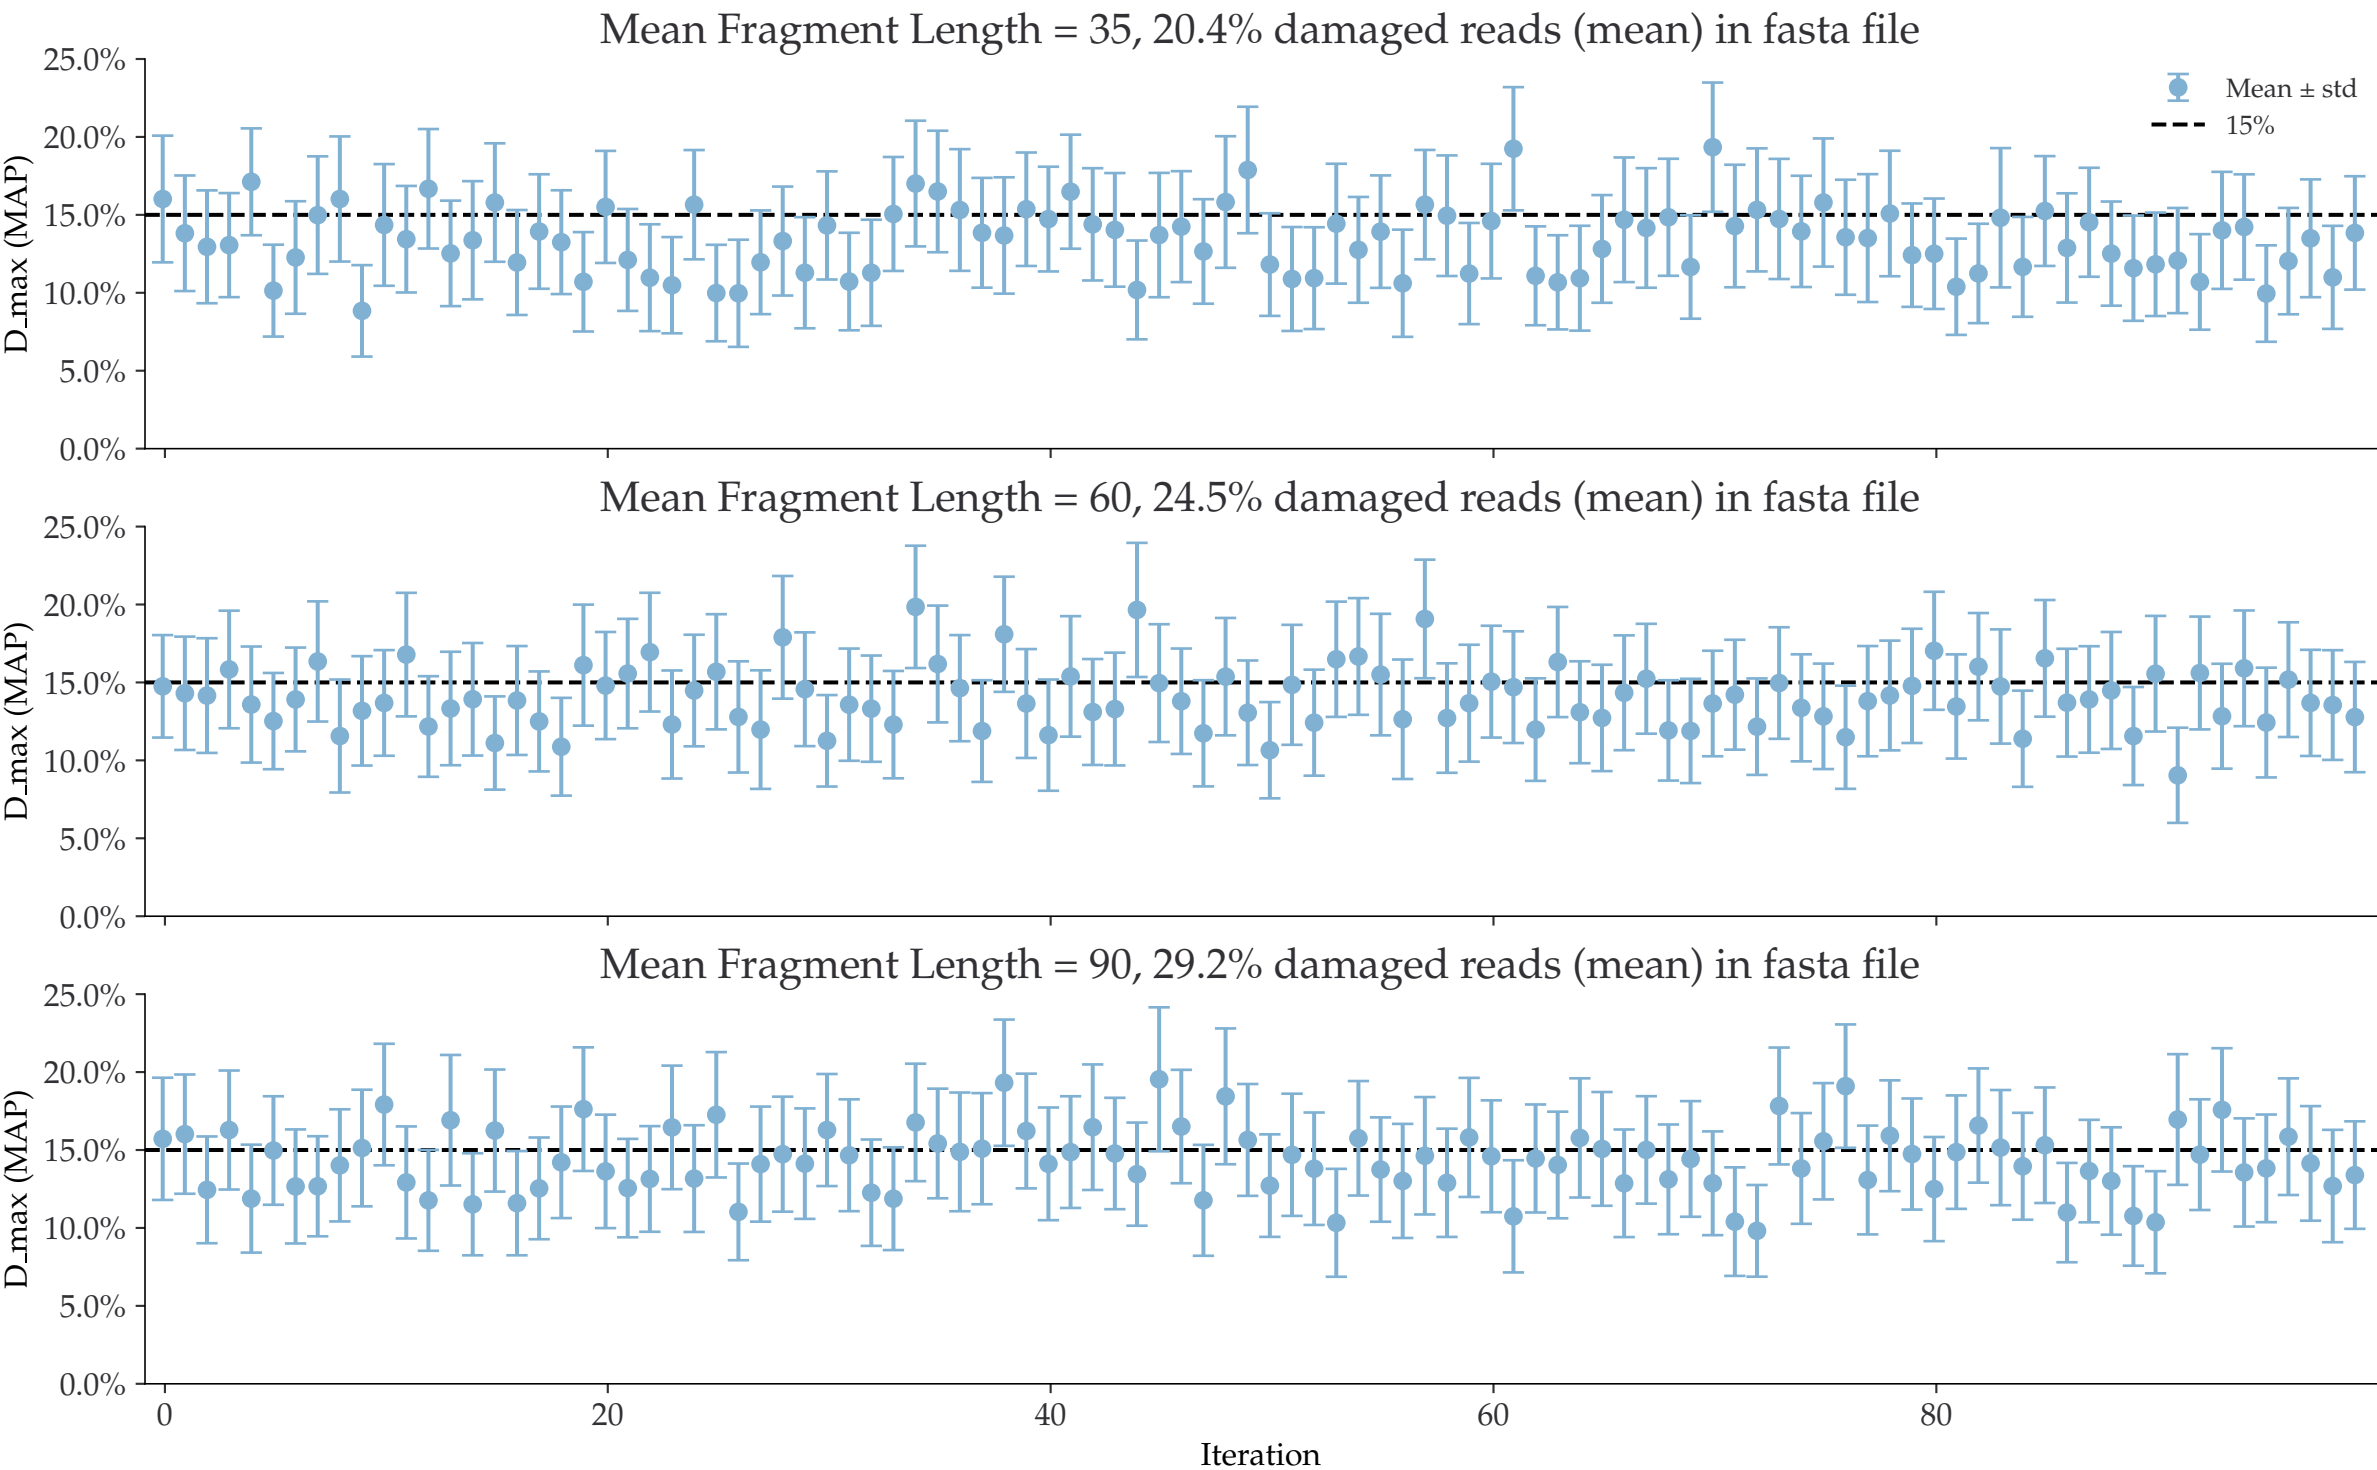 Mean Fragment Length = 35, 20.4% damaged reads (mean) in fasta file
25.0%
20.0%
15.0%
10.0%
5.0%
0.0%
D_max (MAP)
Mean ± std
15%
Mean Fragment Length = 60, 24.5% damaged reads (mean) in fasta file
25.0%
20.0%
15.0%
10.0%
5.0%
0.0%
D_max (MAP)
Mean Fragment Length = 90, 29.2% damaged reads (mean) in fasta file
25.0%
20.0%
15.0%
10.0%
5.0%
0.0%
D_max (MAP)
0 20 40 60 80
Iteration